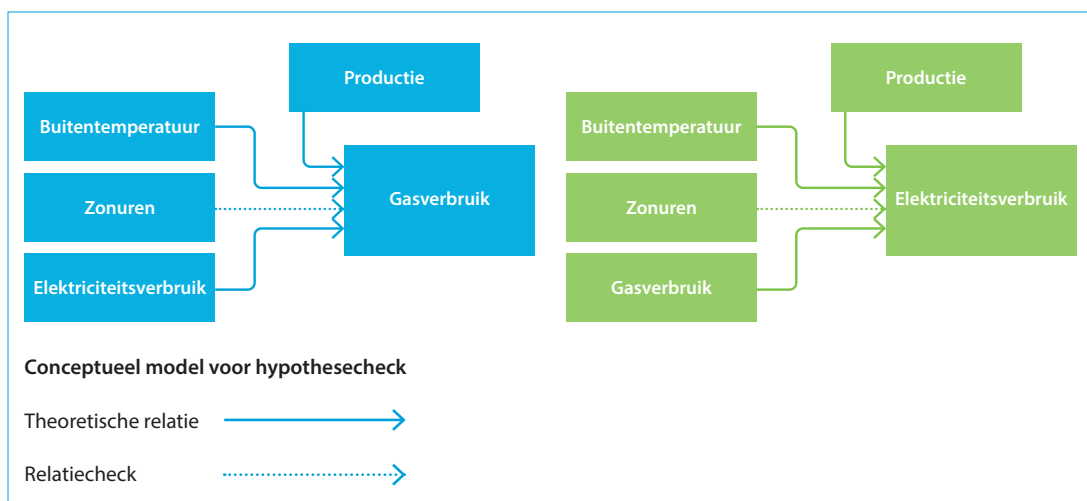 Productie
Buitentemperatuur
Zonuren
Elektriciteitsverbruik
Gasverbruik
Productie
Buitentemperatuur
Zonuren
Gasverbruik
Elektriciteitsverbruik
Conceptueel model voor hypothesecheck
Theoretische relatie
Relatiecheck